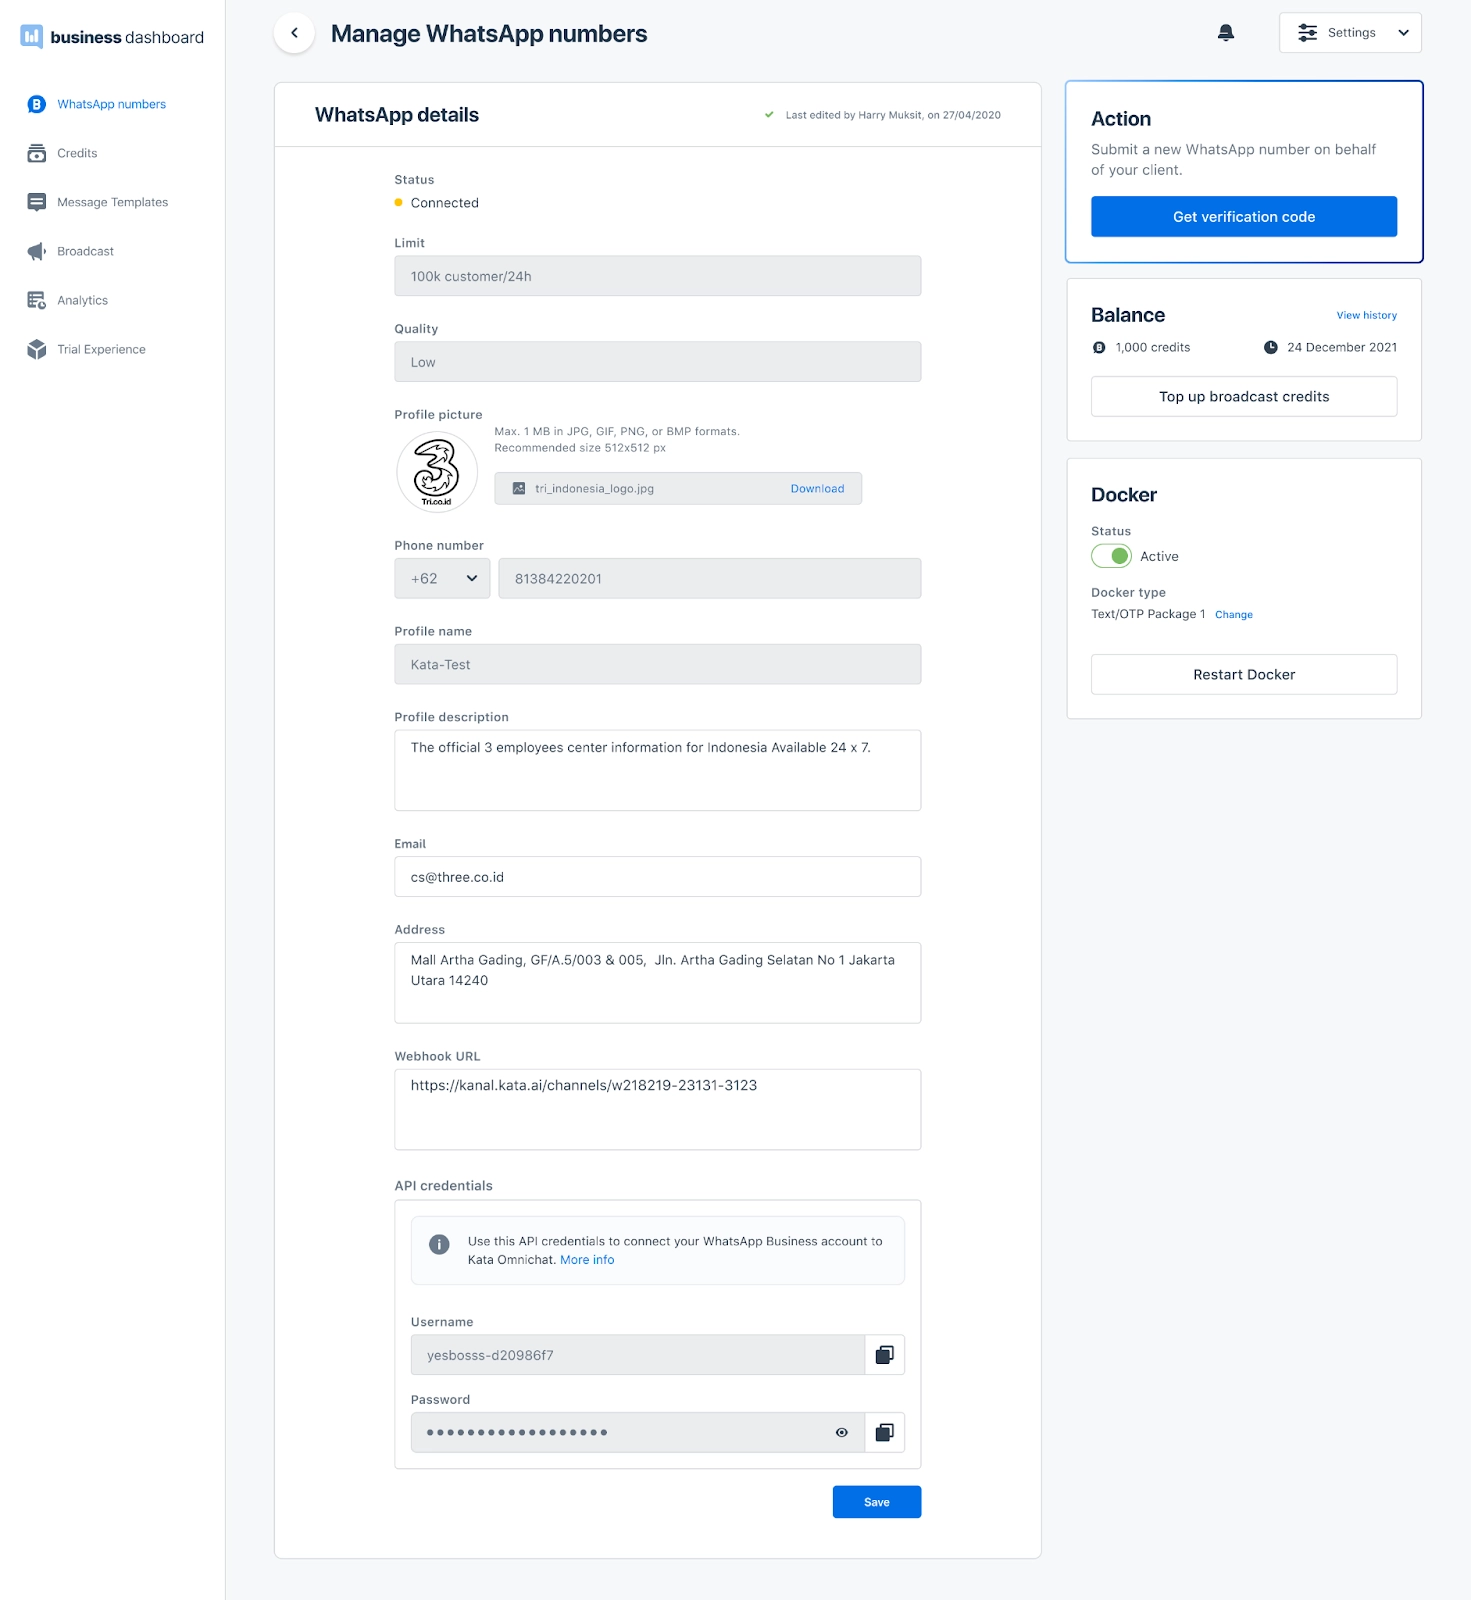 business dashboard
WhatsApp numbers
Credits
Message Templates
Broadcast
Analytics
Trial Experience
Manage WhatsApp numbers
Settings
WhatsApp details
Last edited by Harry Muksit, on 27/04/2020
Status
Connected
Limit
100k customer/24h
Quality
Low
Profile picture
Max. 1 MB in JPG, GIF, PNG, or BMP formats.
Recommended size 512x512 px
3
Tri.co.id
tri_indonesia_logo.jpg Download
Phone number
+62 81384220201
Profile name
Kata-Test
Profile description
The official 3 employees center information for Indonesia Available 24 x 7.
Email
cs@three.co.id
Address
Mall Artha Gading, GF/A.5/003 & 005, Jln. Artha Gading Selatan No 1 Jakarta
Utara 14240
Webhook URL
https://kanal.kata.ai/channels/w218219-23131-3123
API credentials
Use this API credentials to connect your WhatsApp Business account to
Kata Omnichat. More info
Username
yesbosss-d20986f7
Password
Save
Action
Submit a new WhatsApp number on behalf
of your client.
Get verification code
Balance View history
1,000 credits 24 December 2021
Top up broadcast credits
Docker
Status
Active
Docker type
Text/OTP Package 1 Change
Restart Docker